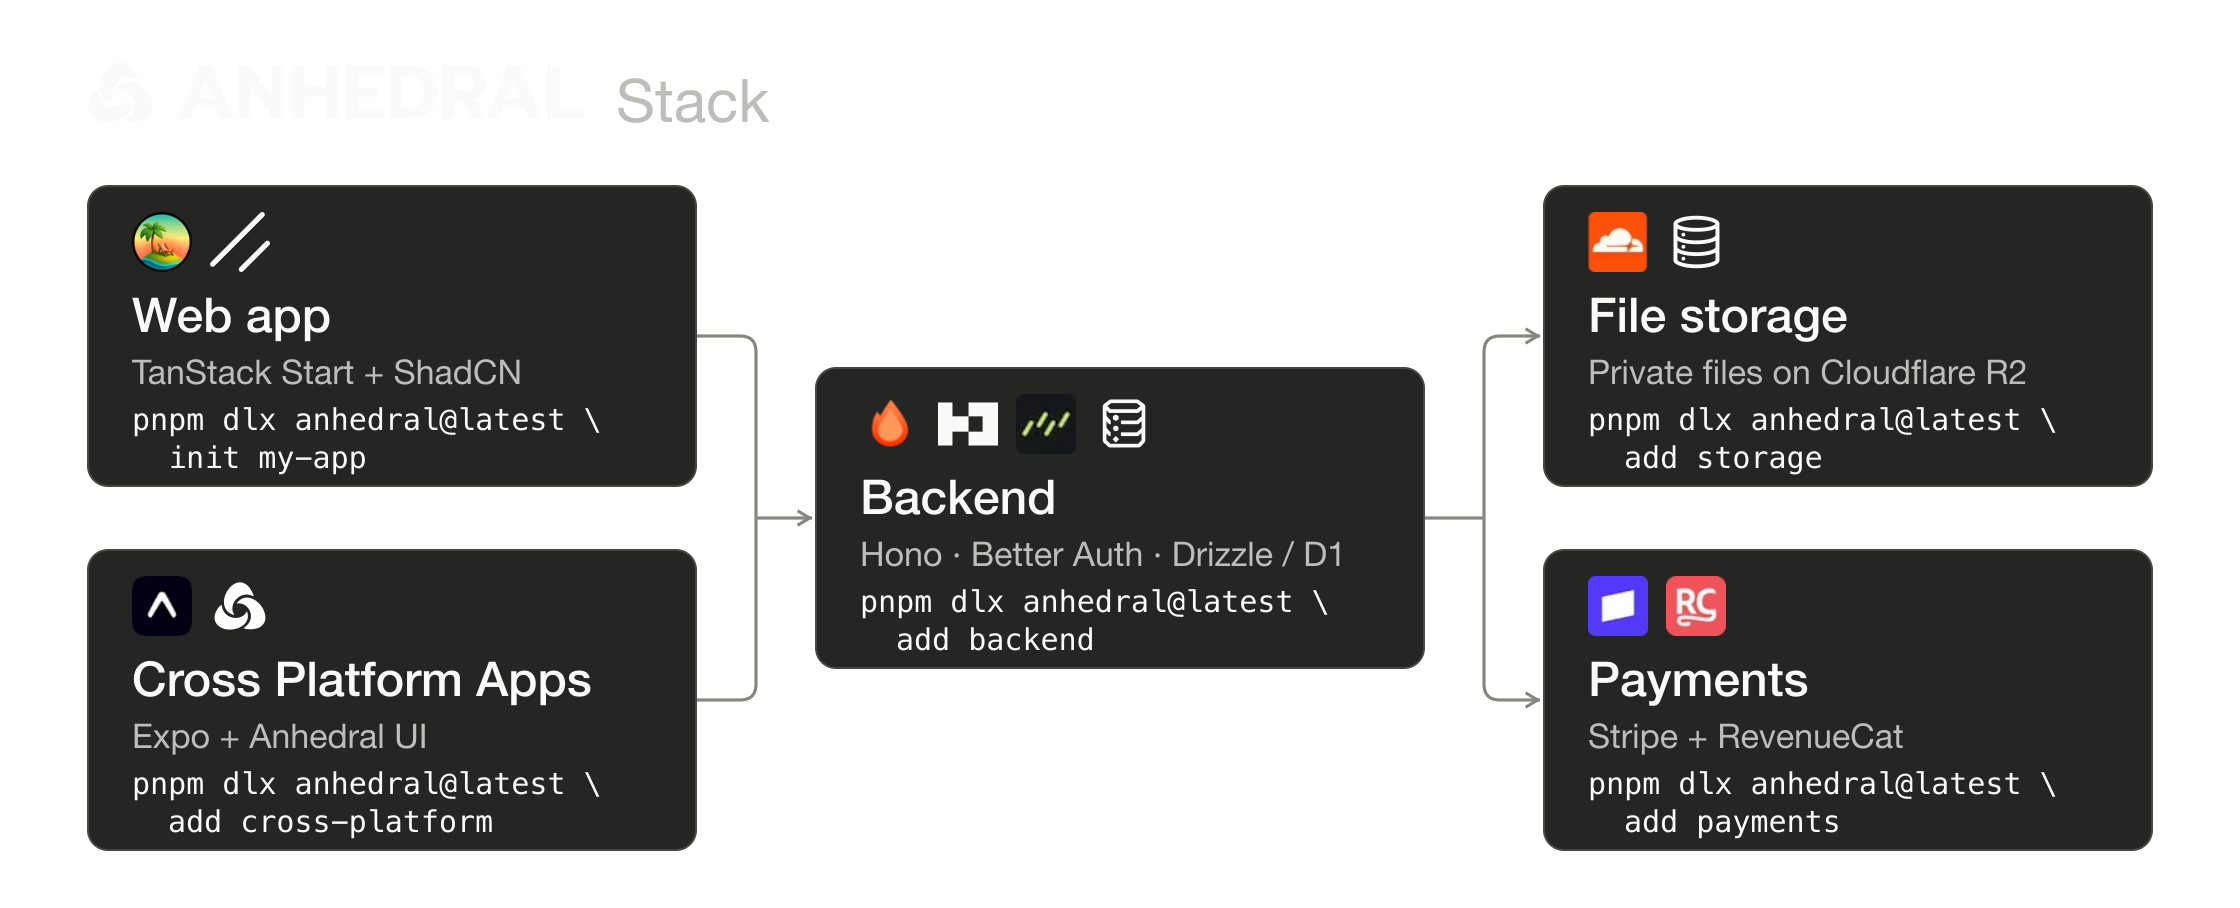 ANHEDRAL Stack
Web app
TanStack Start + ShadCN
pnpm dlx anhedral@latest \
init my-app
Cross Platform Apps
Expo + Anhedral UI
pnpm dlx anhedral@latest \
add cross-platform
Backend
Hono · Better Auth · Drizzle / D1
pnpm dlx anhedral@latest \
add backend
File storage
Private files on Cloudflare R2
pnpm dlx anhedral@latest \
add storage
RC
Payments
Stripe + RevenueCat
pnpm dlx anhedral@latest \
add payments